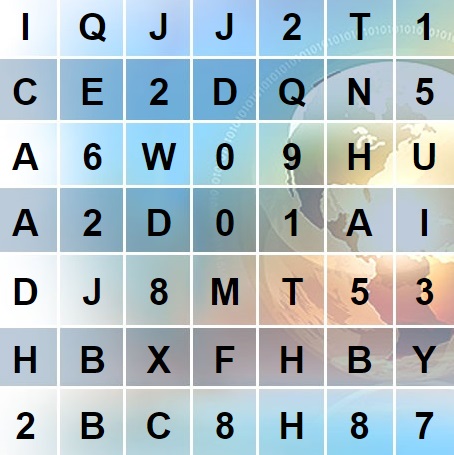 I Q J J 2 T 1
C E 2 D Q N 5
A 6 W 0 9 H U
A 2 D 0 1 A I
D J 8 M T 5 3
H B X F H B Y
2 B C 8 H 8 7